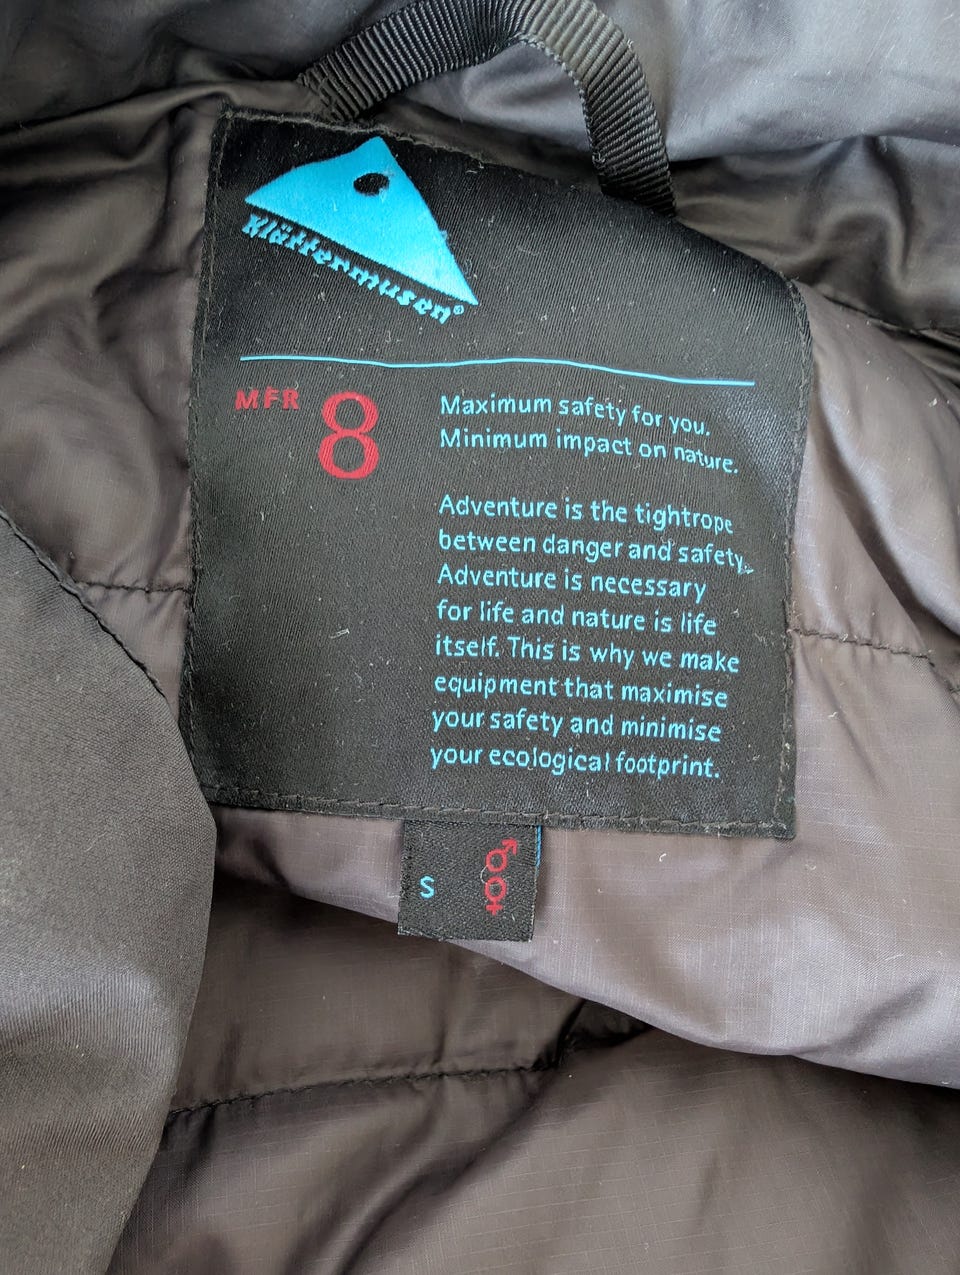 Klättermusen®
MFR 8
Maximum safety for you.
Minimum impact on nature.
Adventure is the tightrope
between danger and safety.
Adventure is necessary
for life and nature is life
itself. This is why we make
equipment that maximise
your safety and minimise
your ecological footprint.
S